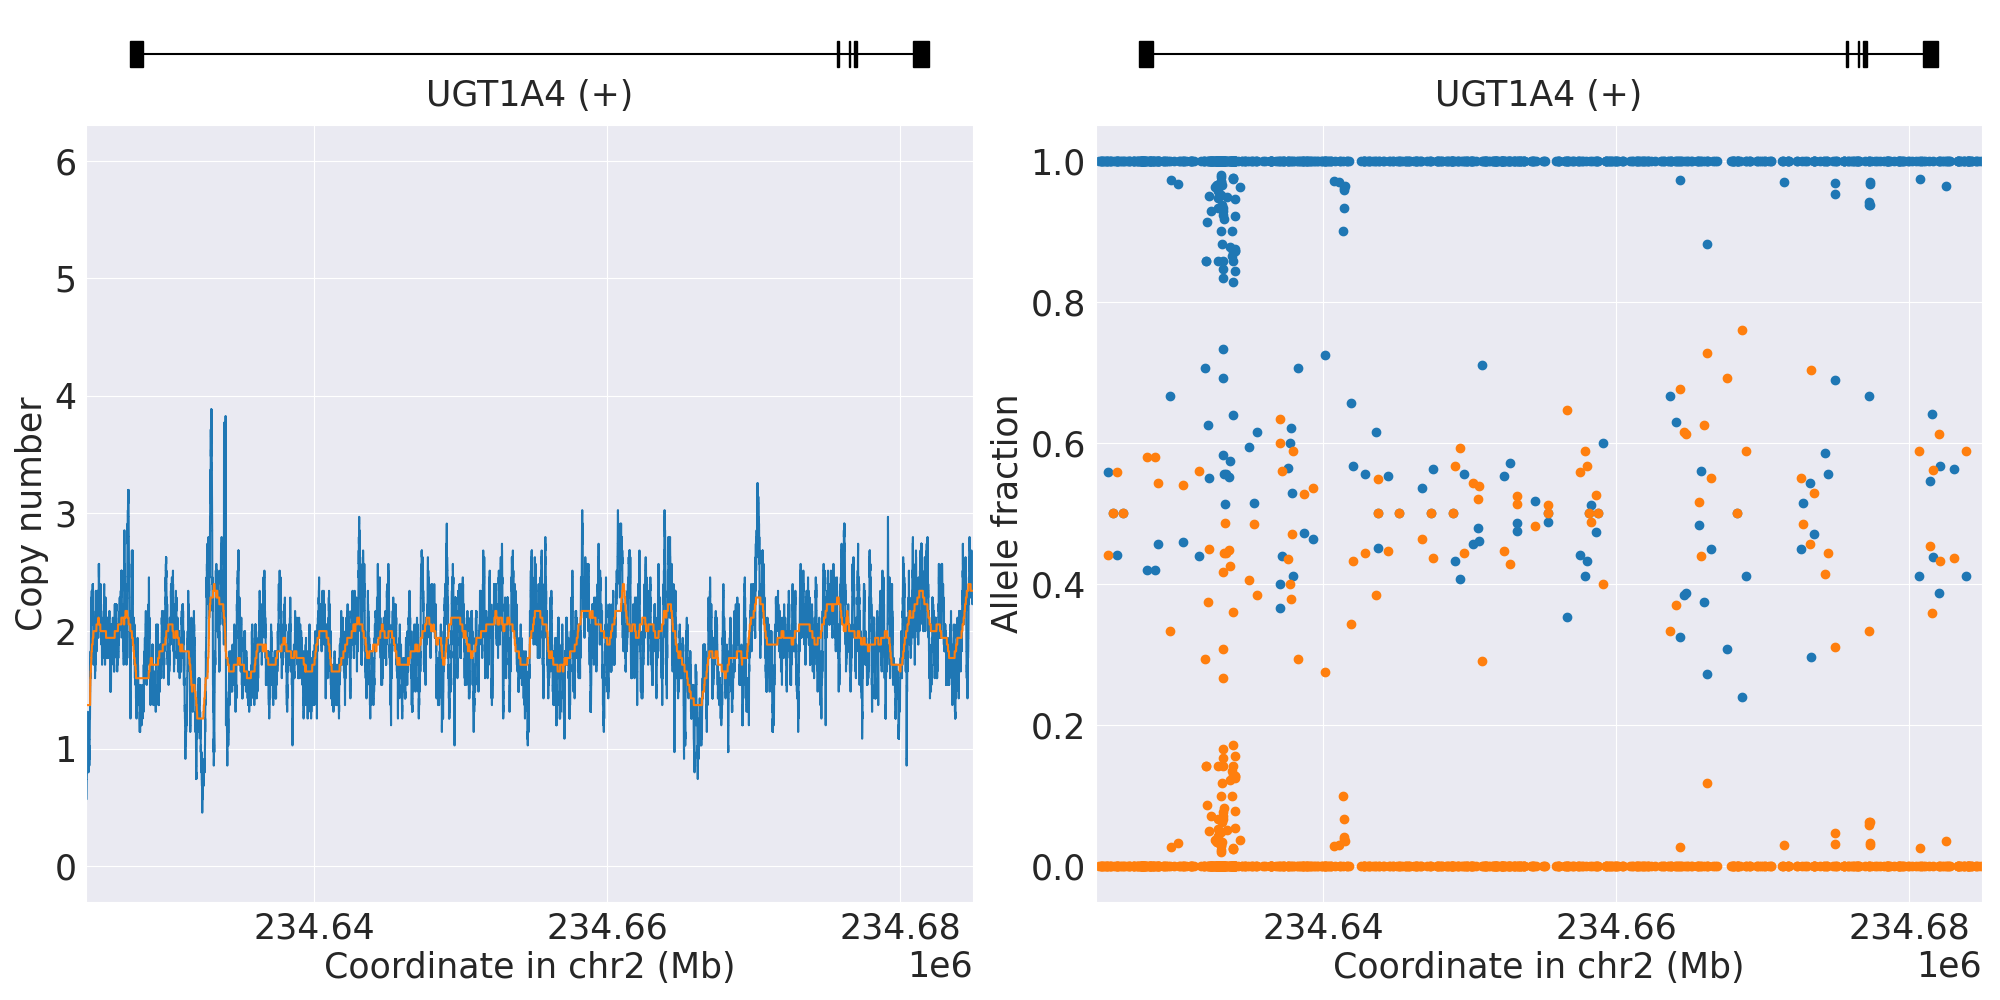 UGT1A4 (+)
6
5
4
3
2
1
0
Copy number
234.64
234.66
234.68
Coordinate in chr2 (Mb)
1e6
UGT1A4 (+)
1.0
0.8
0.6
0.4
0.2
0.0
Allele fraction
234.64
234.66
234.68
Coordinate in chr2 (Mb)
1e6